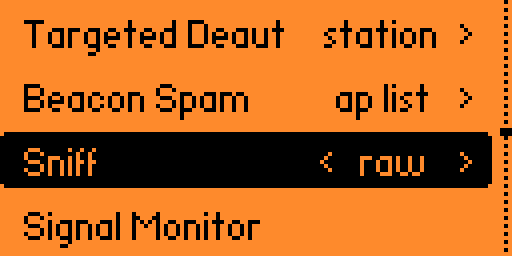 Targeted Deaut station >
Beacon Spam ap list >
Sniff < raw >
Signal Monitor